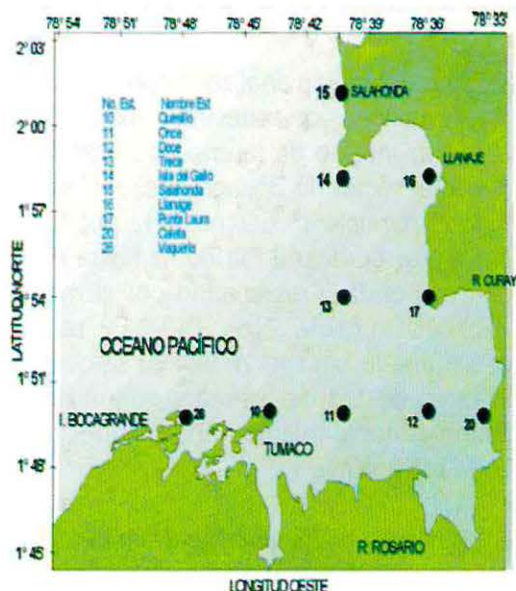 78°54 78°51 78°48 78°45 78°42 78°39 78°36 78°33
2°03'
2°00
1°57
1°54
1°51
1°48
1°45
LATITUD NORTE
No. Est. Nombre Est
10 Quesillo
11 Once
12 Doce
13 Trece
14 Isla del Gallo
15 Salahonda
16 Llanaje
17 Punta Laura
20 Caleta
26 Vaqueria
15 SALAHONDA
LLANAJE
14
16
R. CURAY
13
17
OCEANO PACÍFICO
I. BOCAGRANDE
26
10
11
12
20
TUMACO
R. ROSARIO
LONGITUD OESTE